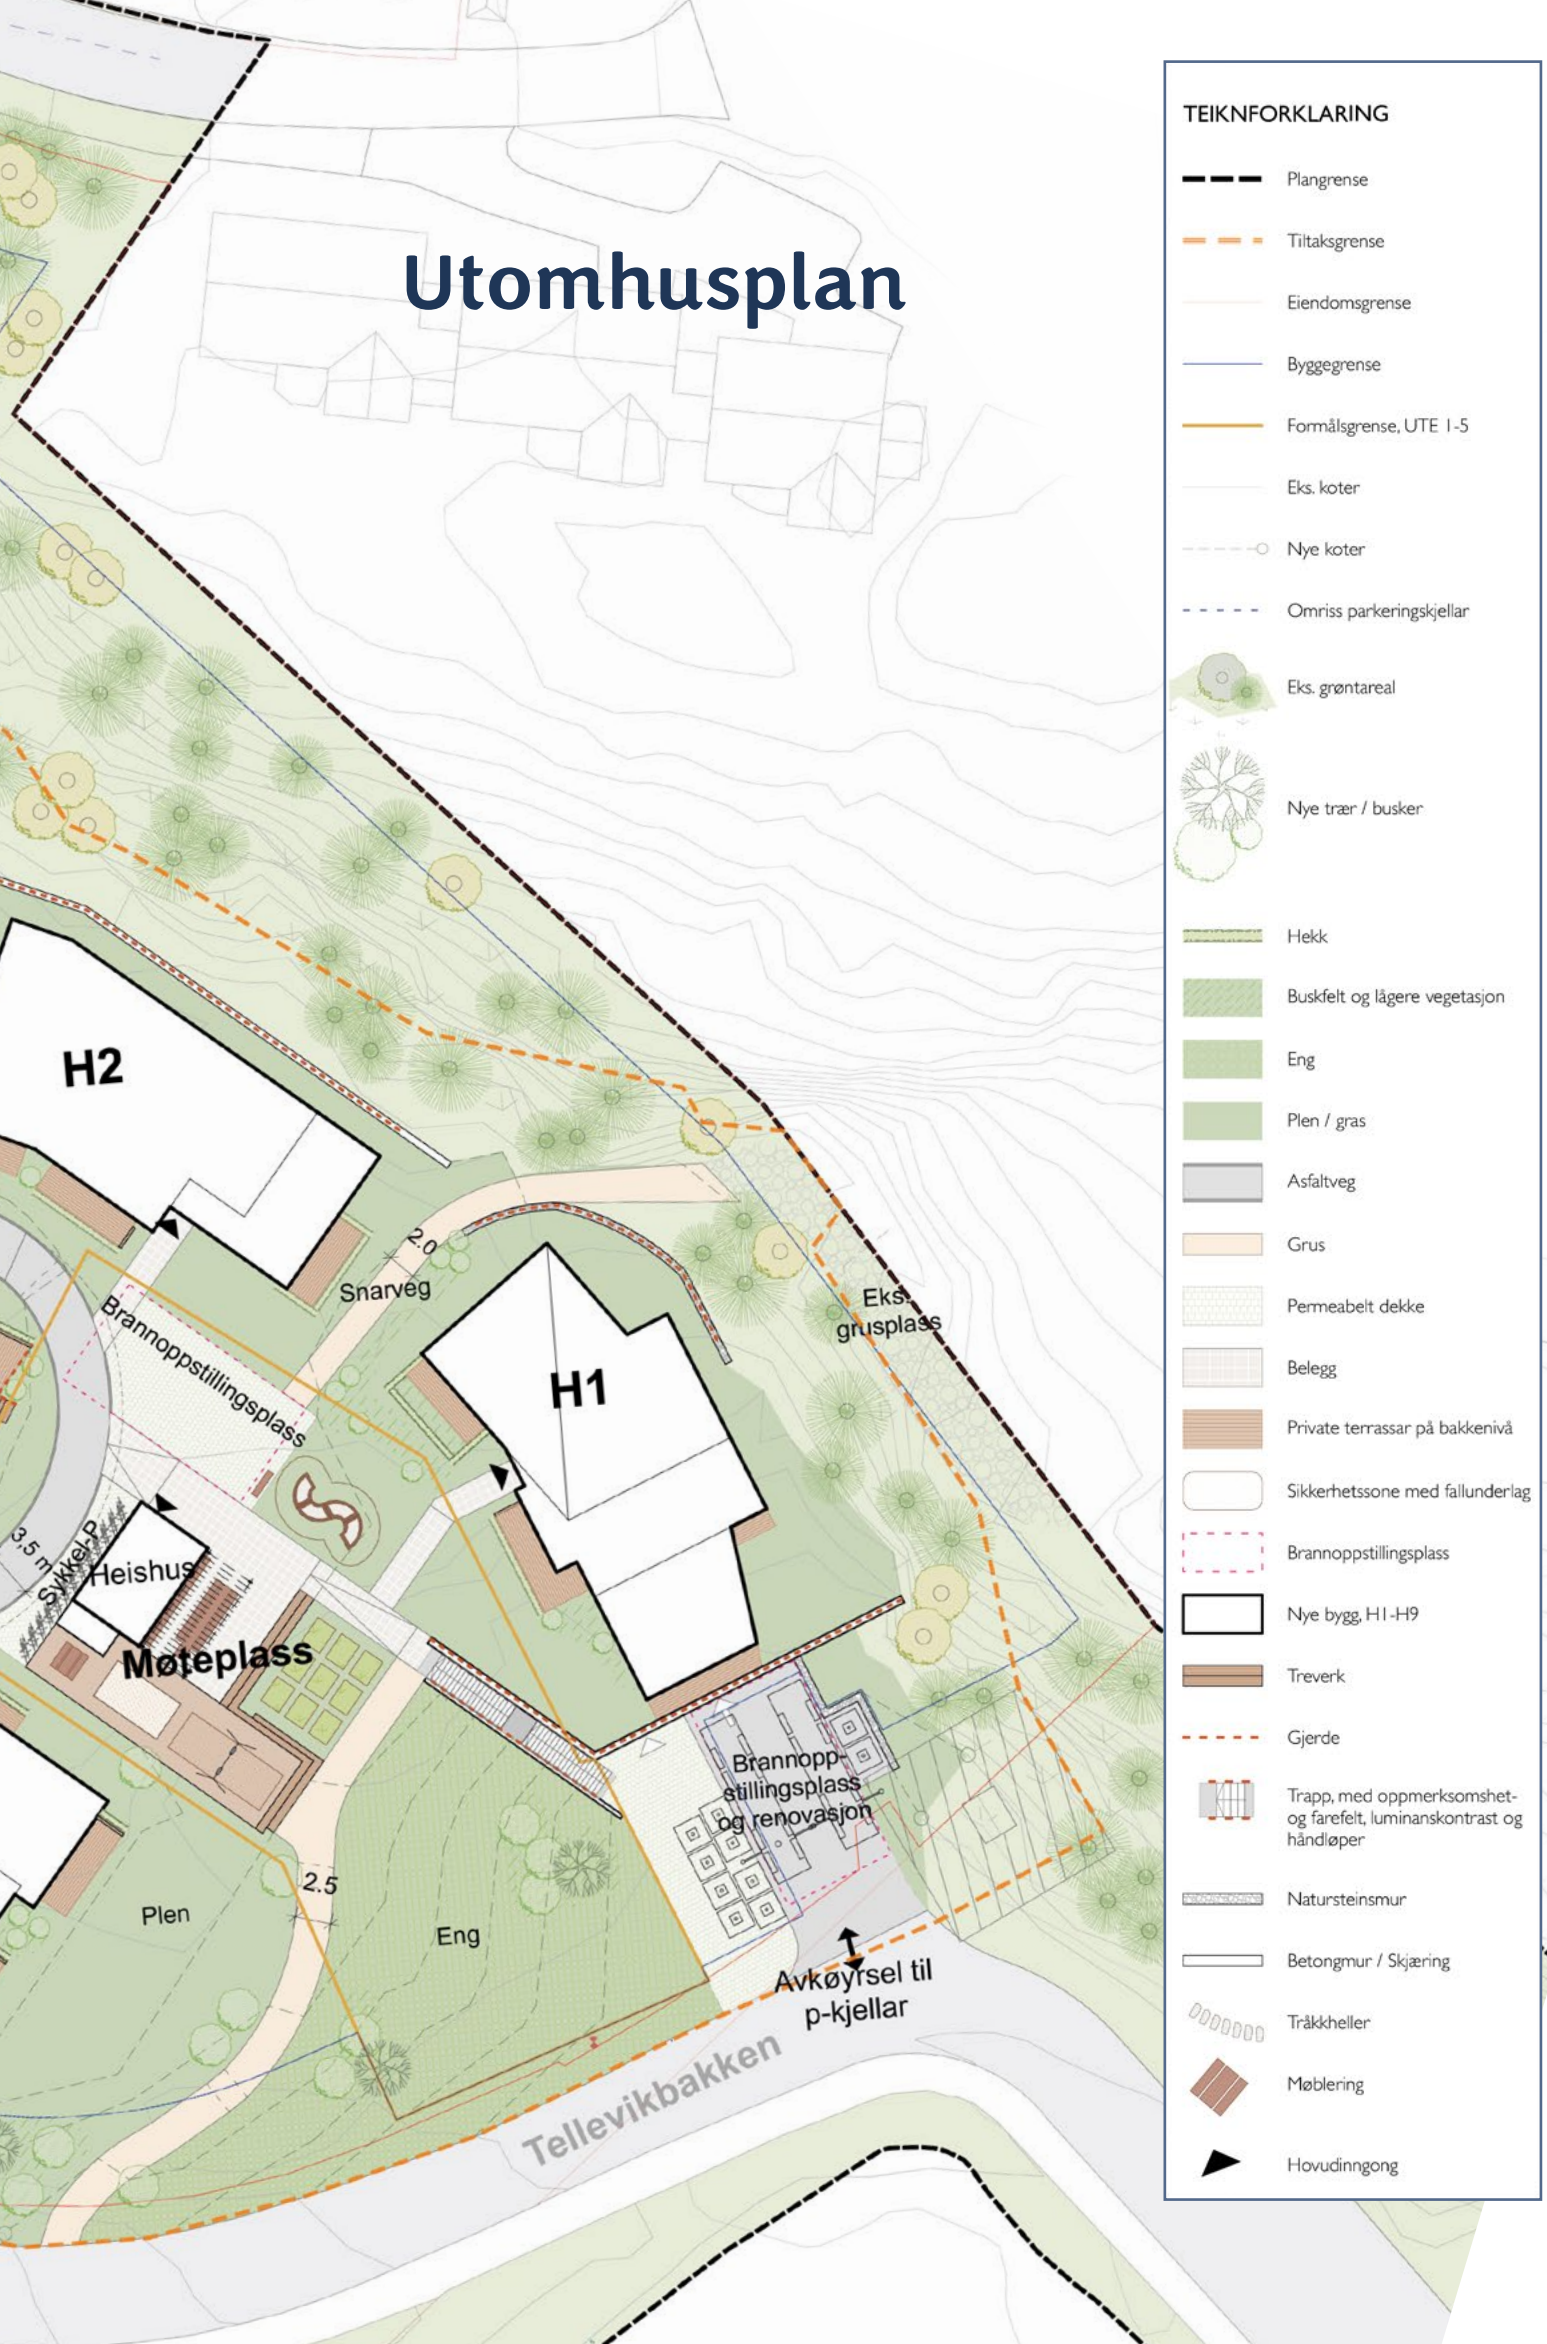 Utomhusplan
H2
2.0
Snarveg
Brannoppstillingsplass
Eks.
grusplass
H1
3,5 m
Sykkel-P
Heishus
Møteplass
Brannopp-
stillingsplass
og renovasjon
2.5
Plen
Eng
Avkøyrsel til
p-kjellar
Tellevikbakken
TEIKNFORKLARING
Plangrense
Tiltaksgrense
Eiendomsgrense
Byggegrense
Formålsgrense, UTE 1-5
Eks. koter
Nye koter
Omriss parkeringskjellar
Eks. grøntareal
Nye trær / busker
Hekk
Buskfelt og lågere vegetasjon
Eng
Plen / gras
Asfaltveg
Grus
Permeabelt dekke
Belegg
Private terrassar på bakkenivå
Sikkerhetssone med fallunderlag
Brannoppstillingsplass
Nye bygg, H1-H9
Treverk
Gjerde
Trapp, med oppmerksomshet-
og farefelt, luminanskontrast og
håndløper
Natursteinsmur
Betongmur / Skjæring
Tråkkheller
Møblering
Hovudinngong